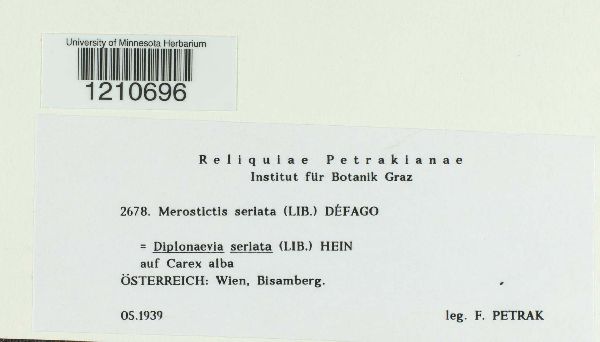 University of Minnesota Herbarium
1210696
Reliquiae Petrakianae
Institut für Botanik Graz
2678. Merostictis seriata (LIB.) DÉFAGO
= Diplonaevia seriata (LIB.) HEIN
auf Carex alba
ÖSTERREICH: Wien, Bisamberg.
05.1939 leg. F. PETRAK